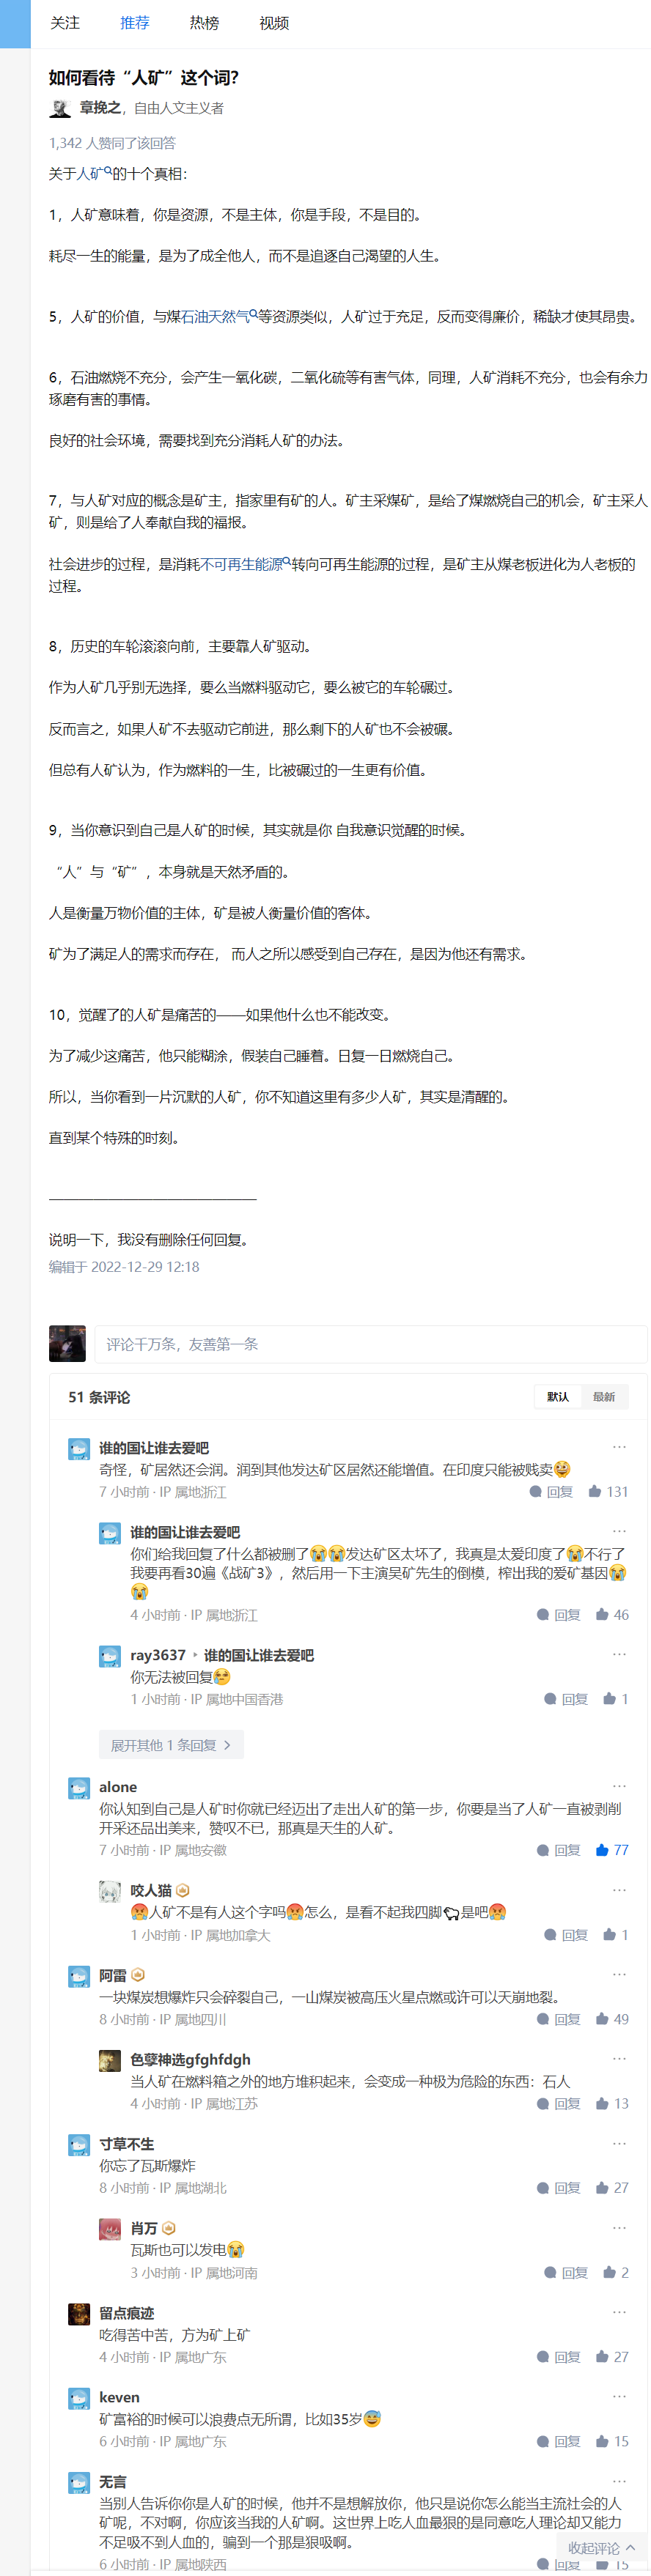 关注 推荐 热榜 视频
如何看待“人矿”这个词？
章挽之，自由人文主义者
1,342 人赞同了该回答
关于人矿的十个真相：
1，人矿意味着，你是资源，不是主体，你是手段，不是目的。
耗尽一生的能量，是为了成全他人，而不是追逐自己渴望的人生。
5，人矿的价值，与煤石油天然气等资源类似，人矿过于充足，反而变得廉价，稀缺才使其昂贵。
6，石油燃烧不充分，会产生一氧化碳，二氧化硫等有害气体，同理，人矿消耗不充分，也会有余力
琢磨有害的事情。
良好的社会环境，需要找到充分消耗人矿的办法。
7，与人矿对应的概念是矿主，指家里有矿的人。矿主采煤矿，是给了煤燃烧自己的机会，矿主采人
矿，则是给了人奉献自我的福报。
社会进步的过程，是消耗不可再生能源转向可再生能源的过程，是矿主从煤老板进化为人老板的
过程。
8，历史的车轮滚滚向前，主要靠人矿驱动。
作为人矿几乎别无选择，要么当燃料驱动它，要么被它的车轮碾过。
反而言之，如果人矿不去驱动它前进，那么剩下的人矿也不会被碾。
但总有人矿认为，作为燃料的一生，比被碾过的一生更有价值。
9，当你意识到自己是人矿的时候，其实就是你 自我意识觉醒的时候。
“人”与“矿”，本身就是天然矛盾的。
人是衡量万物价值的主体，矿是被人衡量价值的客体。
矿为了满足人的需求而存在， 而人之所以感受到自己存在，是因为他还有需求。
10，觉醒了的人矿是痛苦的——如果他什么也不能改变。
为了减少这痛苦，他只能糊涂，假装自己睡着。日复一日燃烧自己。
所以，当你看到一片沉默的人矿，你不知道这里有多少人矿，其实是清醒的。
直到某个特殊的时刻。
说明一下，我没有删除任何回复。
编辑于 2022-12-29 12:18
评论千万条，友善第一条
51 条评论 默认 最新
谁的国让谁去爱吧
奇怪，矿居然还会润。润到其他发达矿区居然还能增值。在印度只能被贱卖
7 小时前 · IP 属地浙江 回复 131
谁的国让谁去爱吧
你们给我回复了什么都被删了😭😭发达矿区太坏了，我真是太爱印度了😭不行了
我要再看30遍《战矿3》，然后用一下主演吴矿先生的倒模，榨出我的爱矿基因😭
😭
4 小时前 · IP 属地浙江 回复 46
ray3637 谁的国让谁去爱吧
你无法被回复
1 小时前 · IP 属地中国香港 回复 1
展开其他 1 条回复
alone
你认知到自己是人矿时你就已经迈出了走出人矿的第一步，你要是当了人矿一直被剥削
开采还品出美来，赞叹不已，那真是天生的人矿。
7 小时前 · IP 属地安徽 回复 77
咬人猫
😡人矿不是有人这个字吗😡怎么，是看不起我四脚🐑是吧😡
1 小时前 · IP 属地加拿大 回复 1
阿雷
一块煤炭想爆炸只会碎裂自己，一山煤炭被高压火星点燃或许可以天崩地裂。
8 小时前 · IP 属地四川 回复 49
色孽神选gfghfdgh
当人矿在燃料箱之外的地方堆积起来，会变成一种极为危险的东西：石人
4 小时前 · IP 属地江苏 回复 13
寸草不生
你忘了瓦斯爆炸
8 小时前 · IP 属地湖北 回复 27
肖万
瓦斯也可以发电😭
3 小时前 · IP 属地河南 回复 2
留点痕迹
吃得苦中苦，方为矿上矿
4 小时前 · IP 属地广东 回复 27
keven
矿富裕的时候可以浪费点无所谓，比如35岁😅
6 小时前 · IP 属地广东 回复 15
无言
当别人告诉你你是人矿的时候，他并不是想解放你，他只是说你怎么能当主流社会的人
矿呢，不对啊，你应该当我的人矿啊。这世界上吃人血最狠的是同意吃人理论却又能力
不足吸不到人血的，骗到一个那是狠吸啊。
收起评论
6 小时前 · IP 属地陕西 回复 15